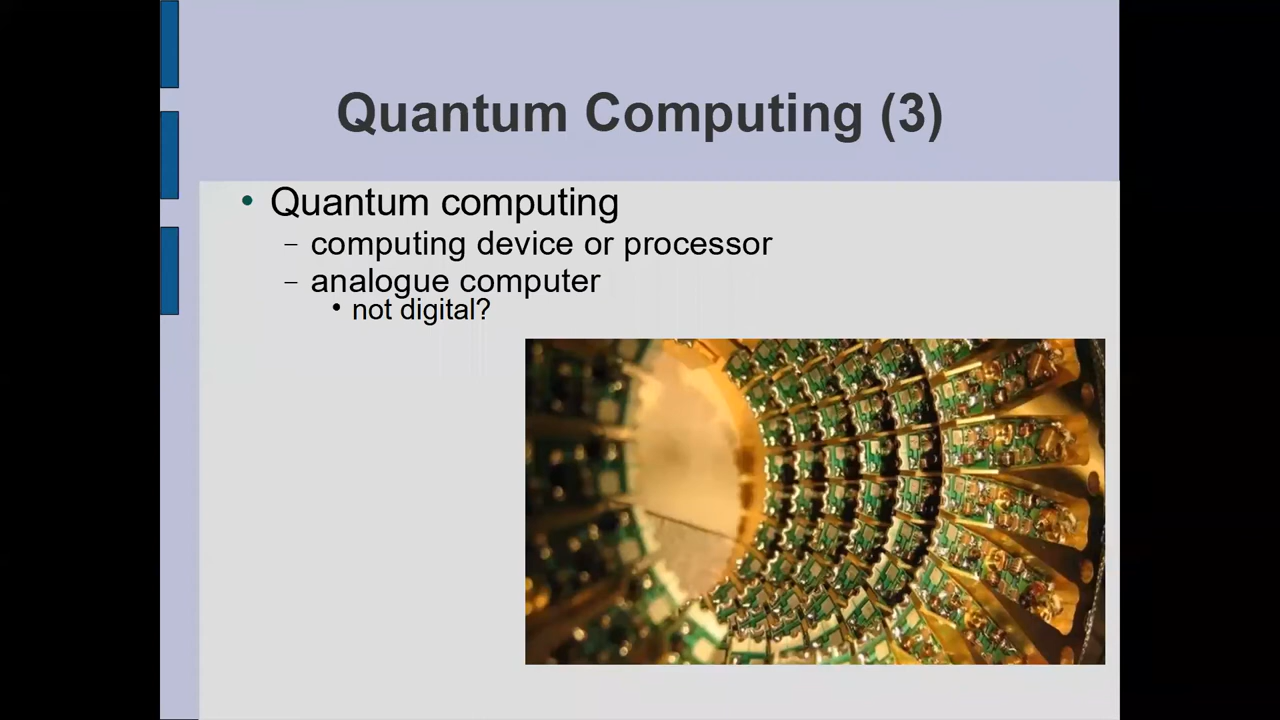 Quantum Computing (3)
• Quantum computing
– computing device or processor
– analogue computer
• not digital?